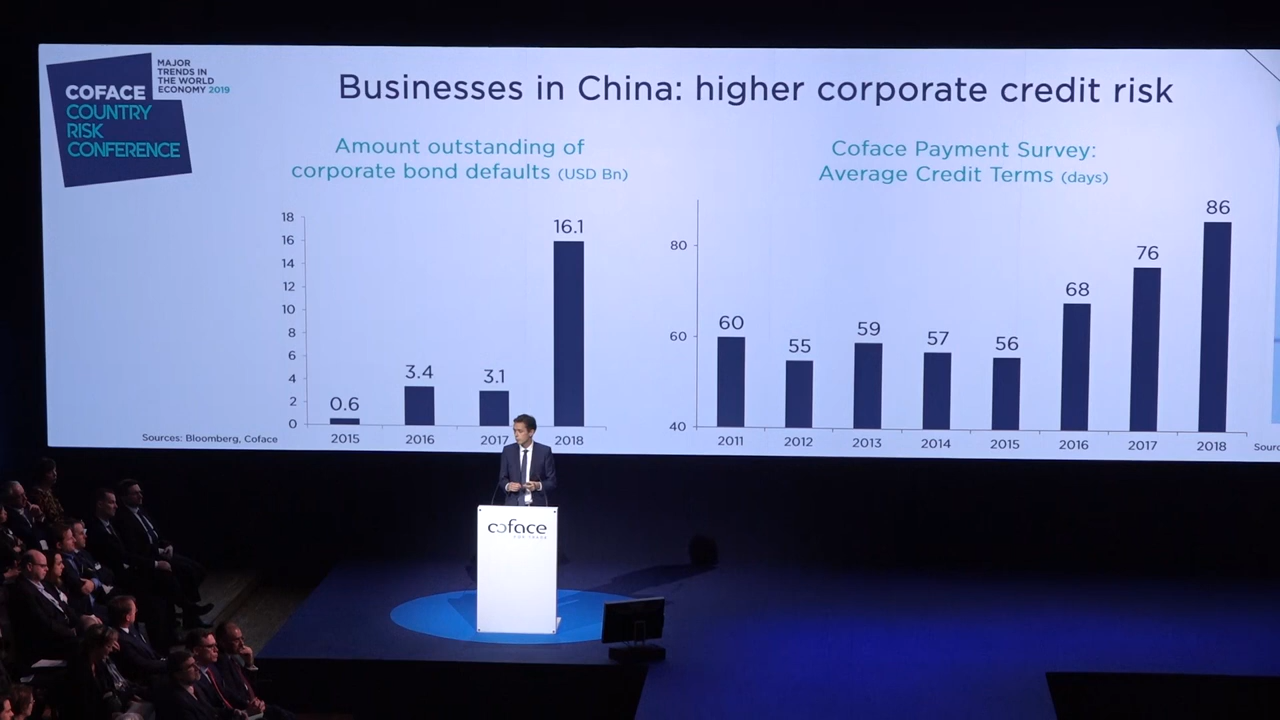 MAJOR
TRENDS IN
THE WORLD
ECONOMY 2019
COFACE
COUNTRY
RISK
CONFERENCE
Businesses in China: higher corporate credit risk
Amount outstanding of
corporate bond defaults (USD Bn)
18
16
14
12
10
8
6
4
2
0
0.6
3.4
3.1
16.1
2015
2016
2017
2018
Sources: Bloomberg, Coface
Coface Payment Survey:
Average Credit Terms (days)
80
60
40
60
55
59
57
56
68
76
86
2011
2012
2013
2014
2015
2016
2017
2018
coface
FOR TRADE